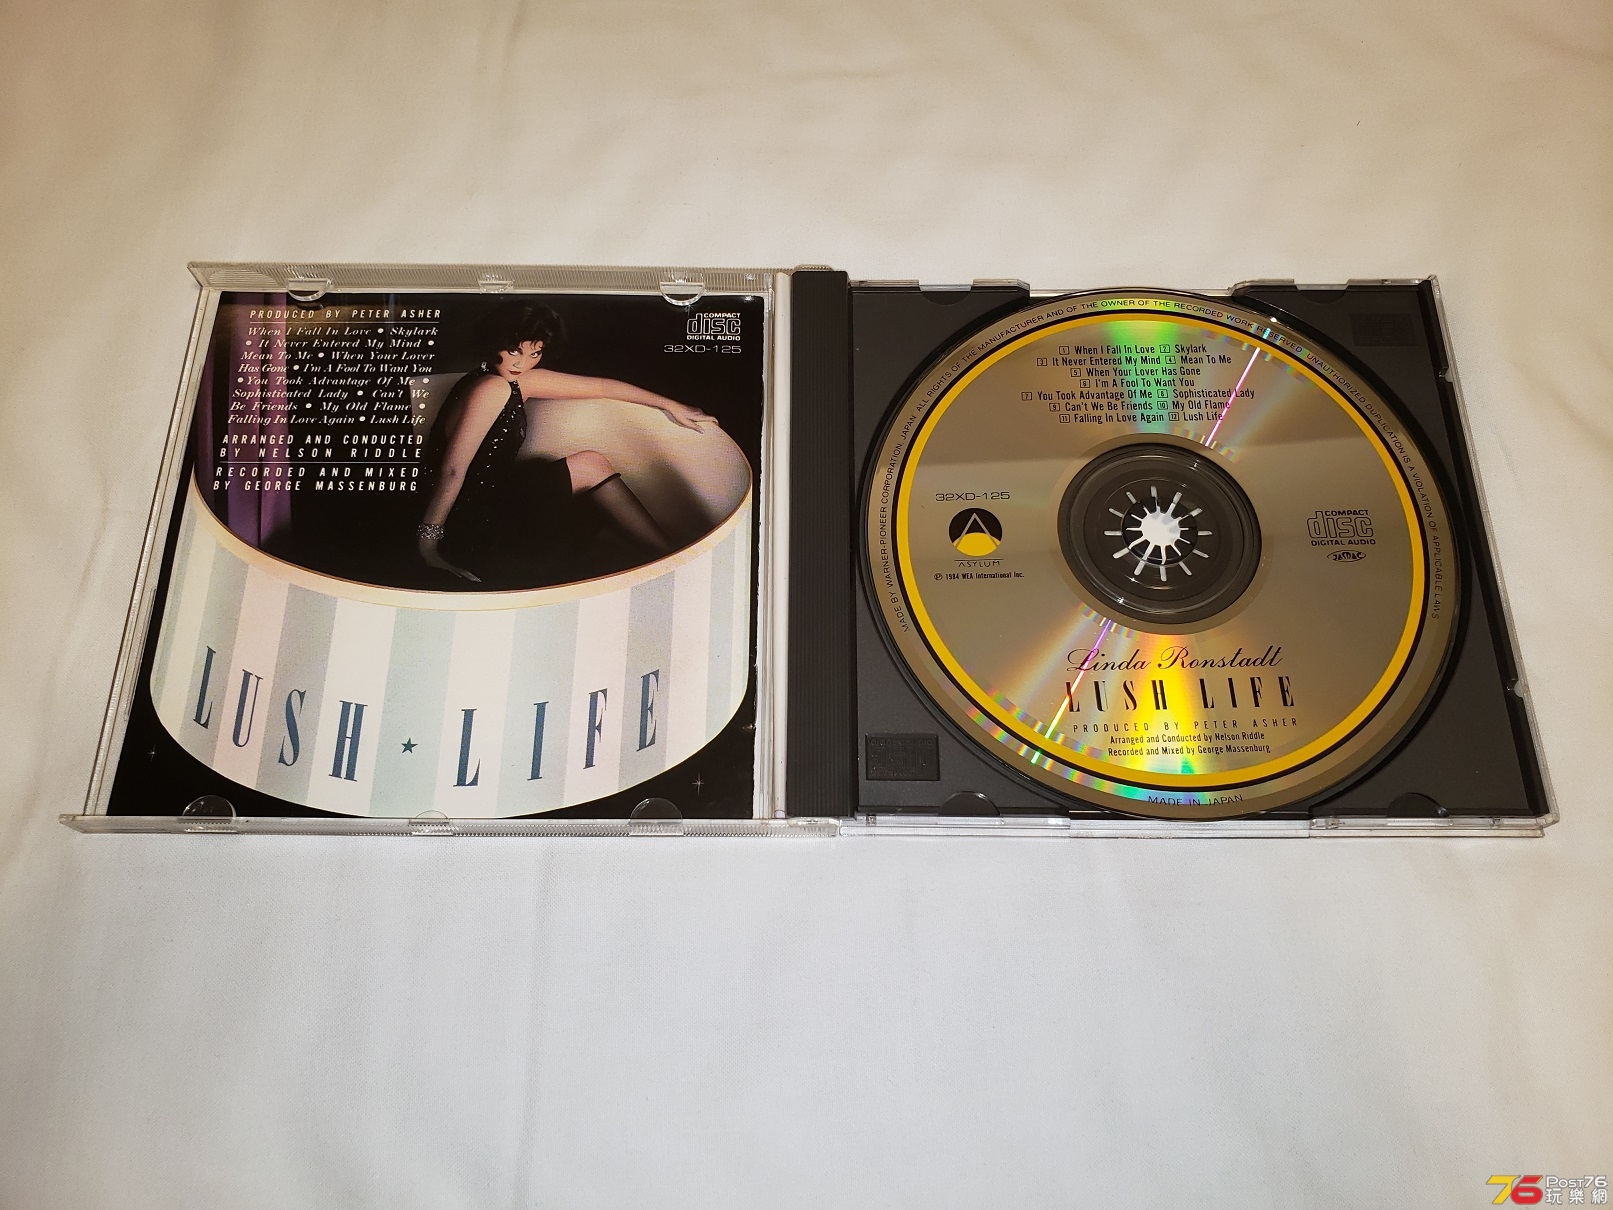 PRODUCED BY PETER ASHER
When I Fall In Love • Skylark
• It Never Entered My Mind •
Mean To Me • When Your Lover
Has Gone • I'm A Fool To Want You
• You Took Advantage Of Me •
Sophisticated Lady • Can't We
Be Friends • My Old Flame •
Falling In Love Again • Lush Life
ARRANGED AND CONDUCTED
BY NELSON RIDDLE
RECORDED AND MIXED
BY GEORGE MASSENBURG
COMPACT
disc
DIGITAL AUDIO
32XD-125
LUSH ★ LIFE
MADE BY WARNER-PIONEER CORPORATION, JAPAN. ALL RIGHTS OF THE MANUFACTURER AND OF THE OWNER OF THE RECORDED WORK RESERVED. UNAUTHORIZED DUPLICATION IS A VIOLATION OF APPLICABLE LAWS
1 When I Fall In Love 2 Skylark
3 It Never Entered My Mind 4 Mean To Me
5 When Your Lover Has Gone
6 I'm A Fool To Want You
7 You Took Advantage Of Me 8 Sophisticated Lady
9 Can't We Be Friends 10 My Old Flame
11 Falling In Love Again 12 Lush Life
32XD-125
ASYLUM
℗ 1984 WEA International Inc.
COMPACT
disc
DIGITAL AUDIO
JASRAC
Linda Ronstadt
LUSH LIFE
PRODUCED BY PETER ASHER
Arranged and Conducted by Nelson Riddle
Recorded and Mixed by George Massenburg
MADE IN JAPAN
76 Post76
玩樂網